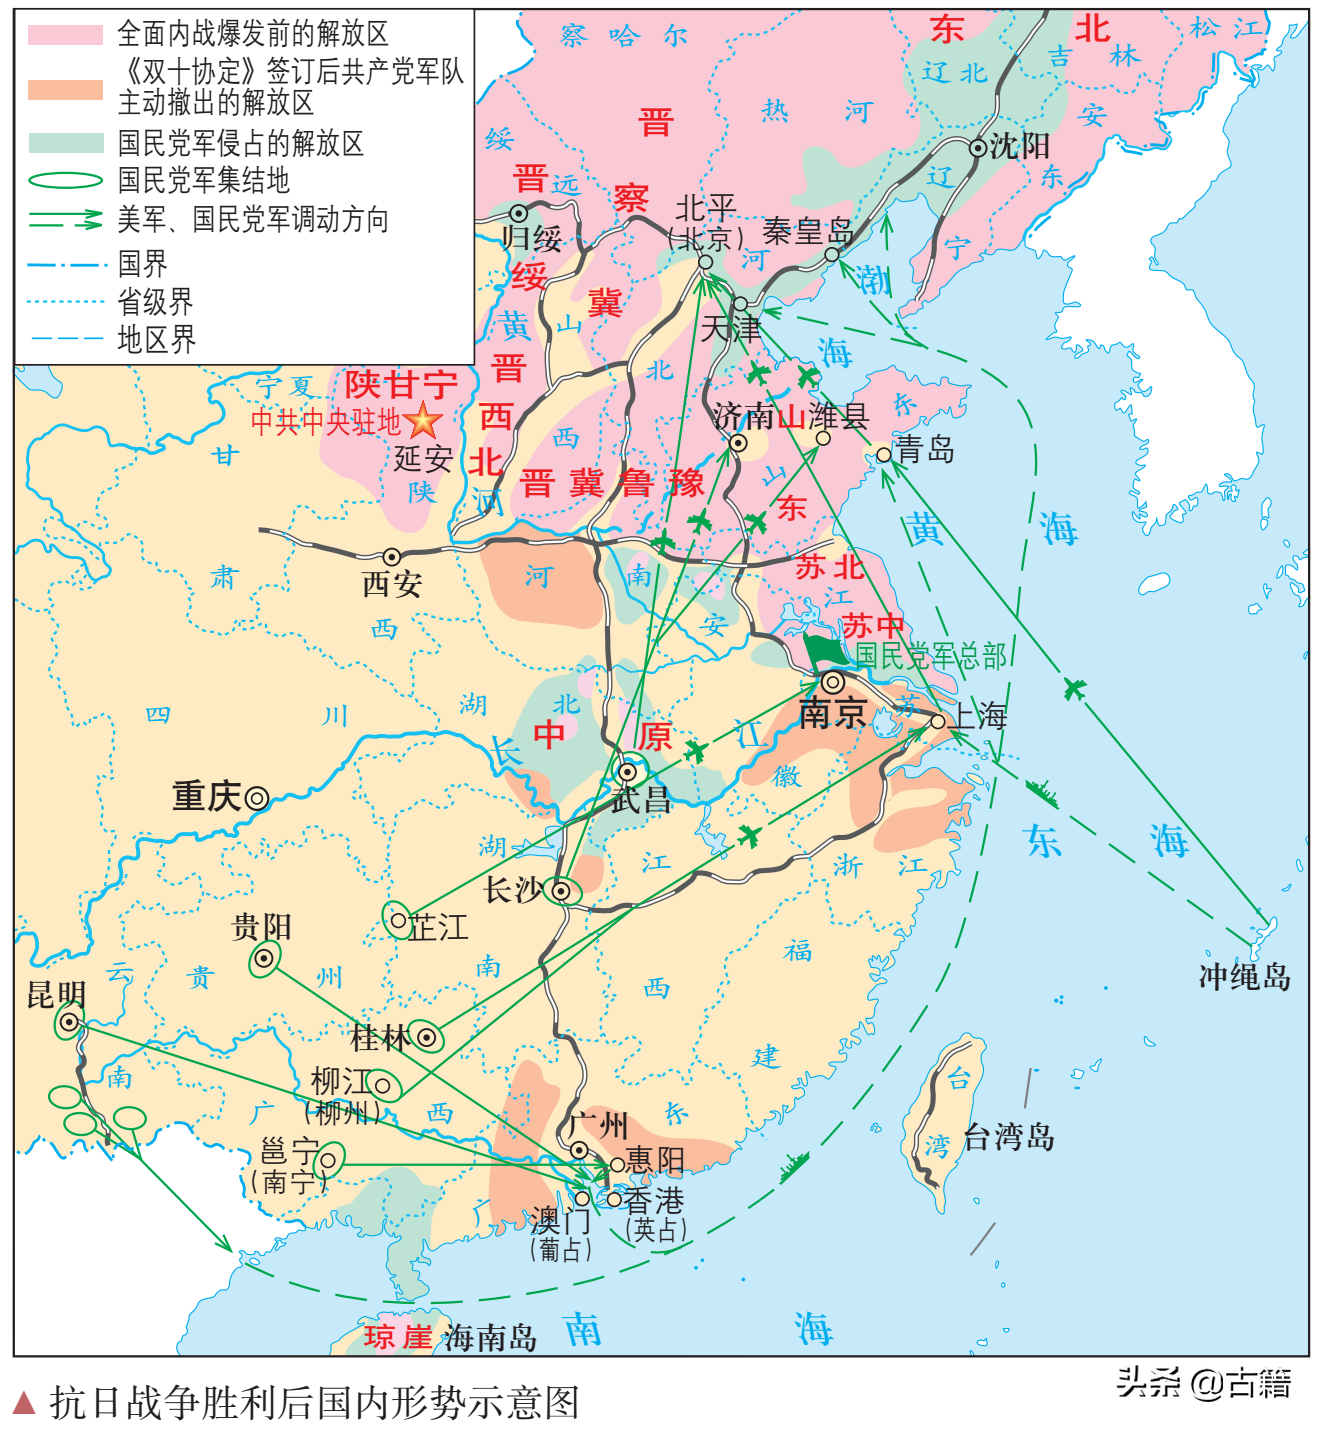 全面内战爆发前的解放区
《双十协定》签订后共产党军队
主动撤出的解放区
国民党军侵占的解放区
国民党军集结地
美军、国民党军调动方向
国界
省级界
地区界
察哈尔
东北
松江
吉林
辽北
热河
安东
晋察冀
绥远
沈阳
辽宁
晋绥
归绥
北平
(北京)
秦皇岛
河北
渤海
天津
黄河
山西
陕甘宁
宁夏
中共中央驻地
延安
晋西北
济南
山东
潍县
山东
青岛
甘肃
陕西
晋冀鲁豫
黄海
西安
河南
苏北
江苏
苏中
安徽
国民党军总部
南京
上海
四川
湖北
中原
长江
重庆
武昌
东海
湖南
江西
浙江
长沙
芷江
贵阳
云南
贵州
福建
冲绳岛
昆明
桂林
柳江
(柳州)
广西
广东
广州
台湾
台湾岛
邕宁
(南宁)
惠阳
香港
(英占)
澳门
(葡占)
琼崖
海南岛
南海
▲ 抗日战争胜利后国内形势示意图
头条 @古籍